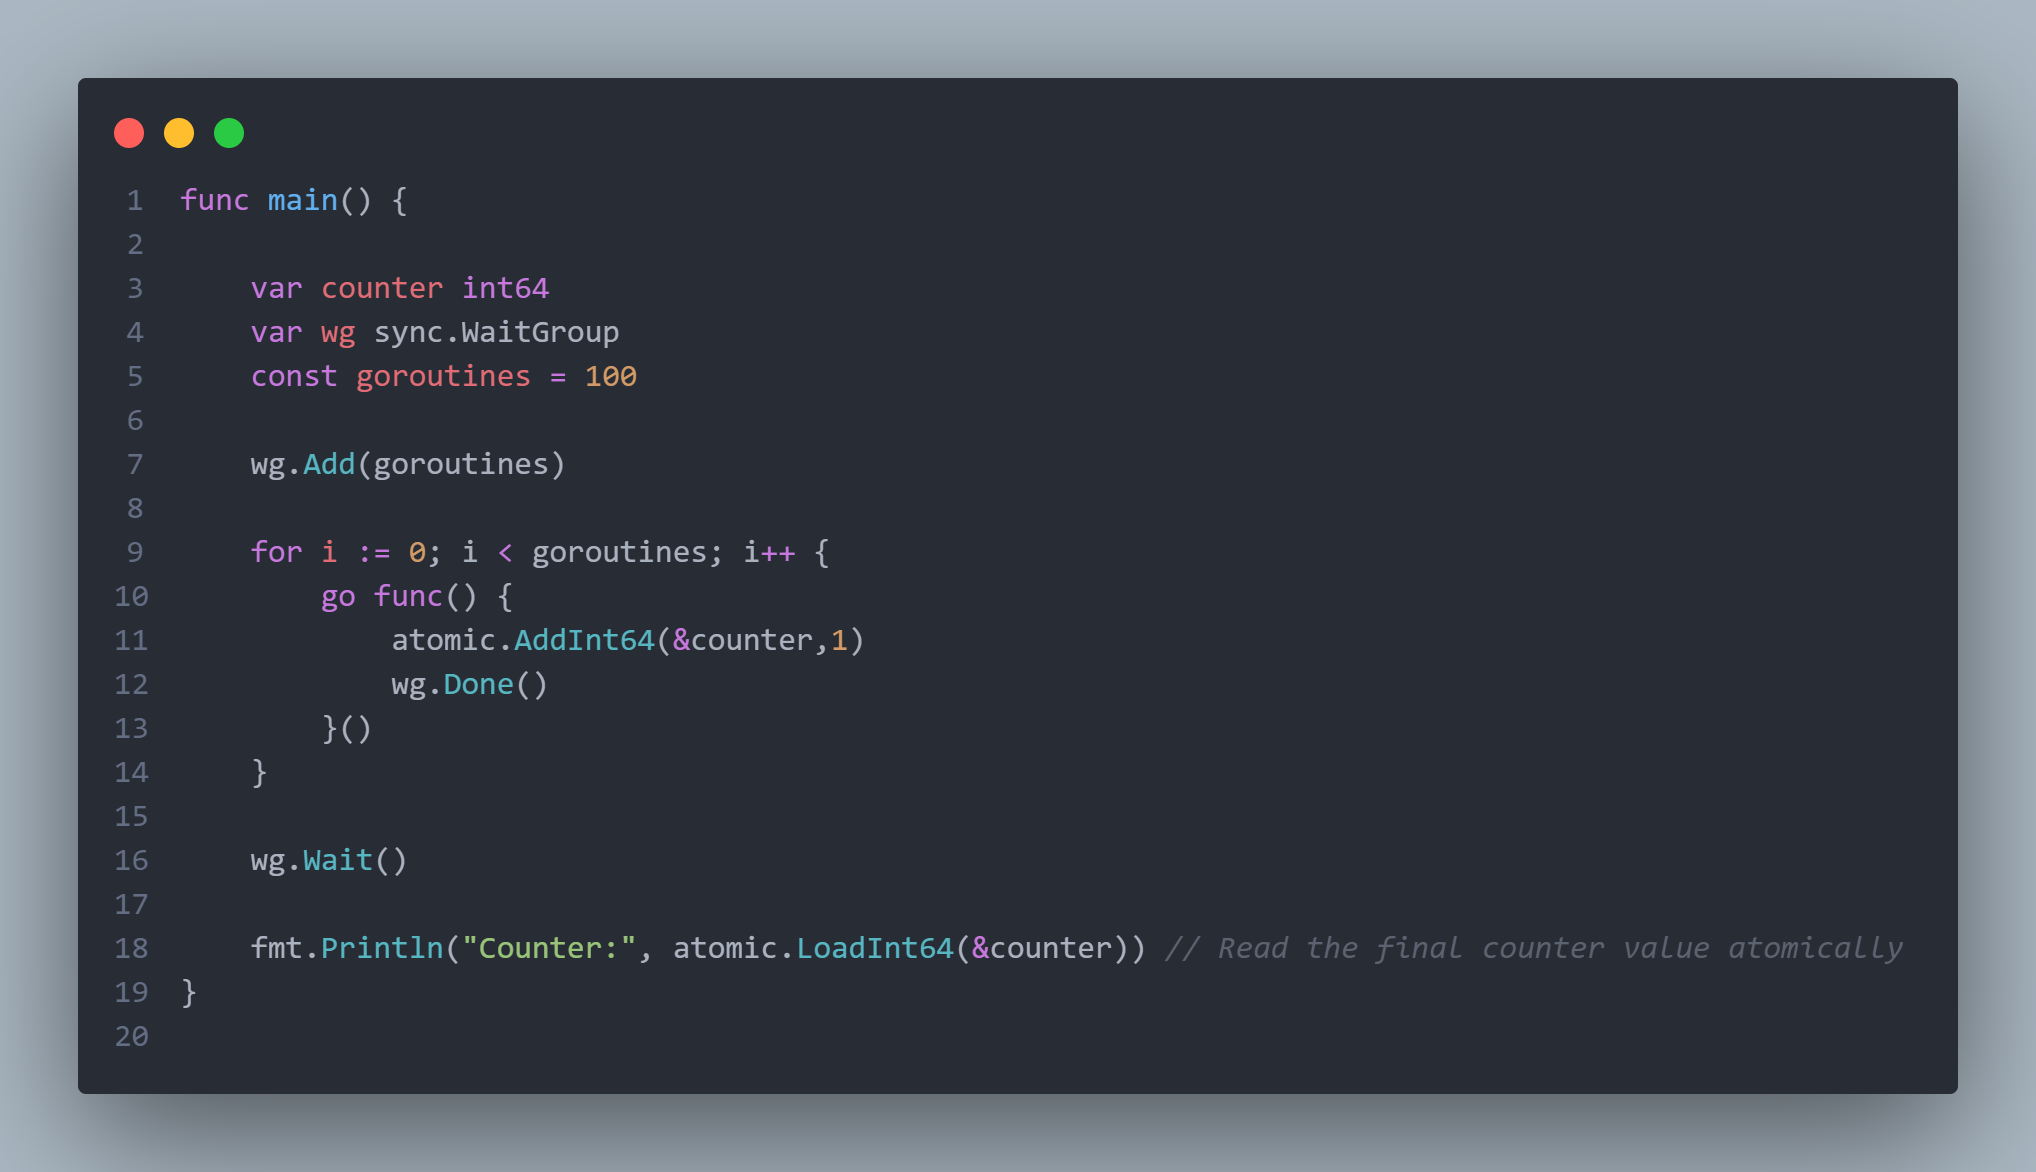 1 func main() {
2
3     var counter int64
4     var wg sync.WaitGroup
5     const goroutines = 100
6
7     wg.Add(goroutines)
8
9     for i := 0; i < goroutines; i++ {
10         go func() {
11             atomic.AddInt64(&counter,1)
12             wg.Done()
13         }()
14     }
15
16     wg.Wait()
17
18     fmt.Println("Counter:", atomic.LoadInt64(&counter)) // Read the final counter value atomically
19 }
20